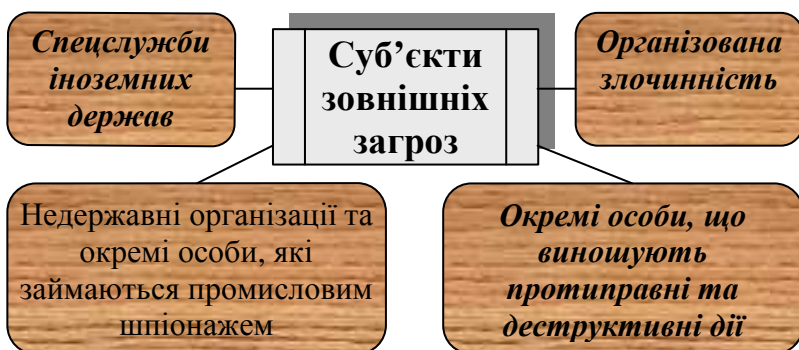 Спецслужби
іноземних
держав
Суб’єкти
зовнішніх
загроз
Організована
злочинність
Недержавні організації та
окремі особи, які
займаються промисловим
шпіонажем
Окремі особи, що
виношують
протиправні та
деструктивні дії